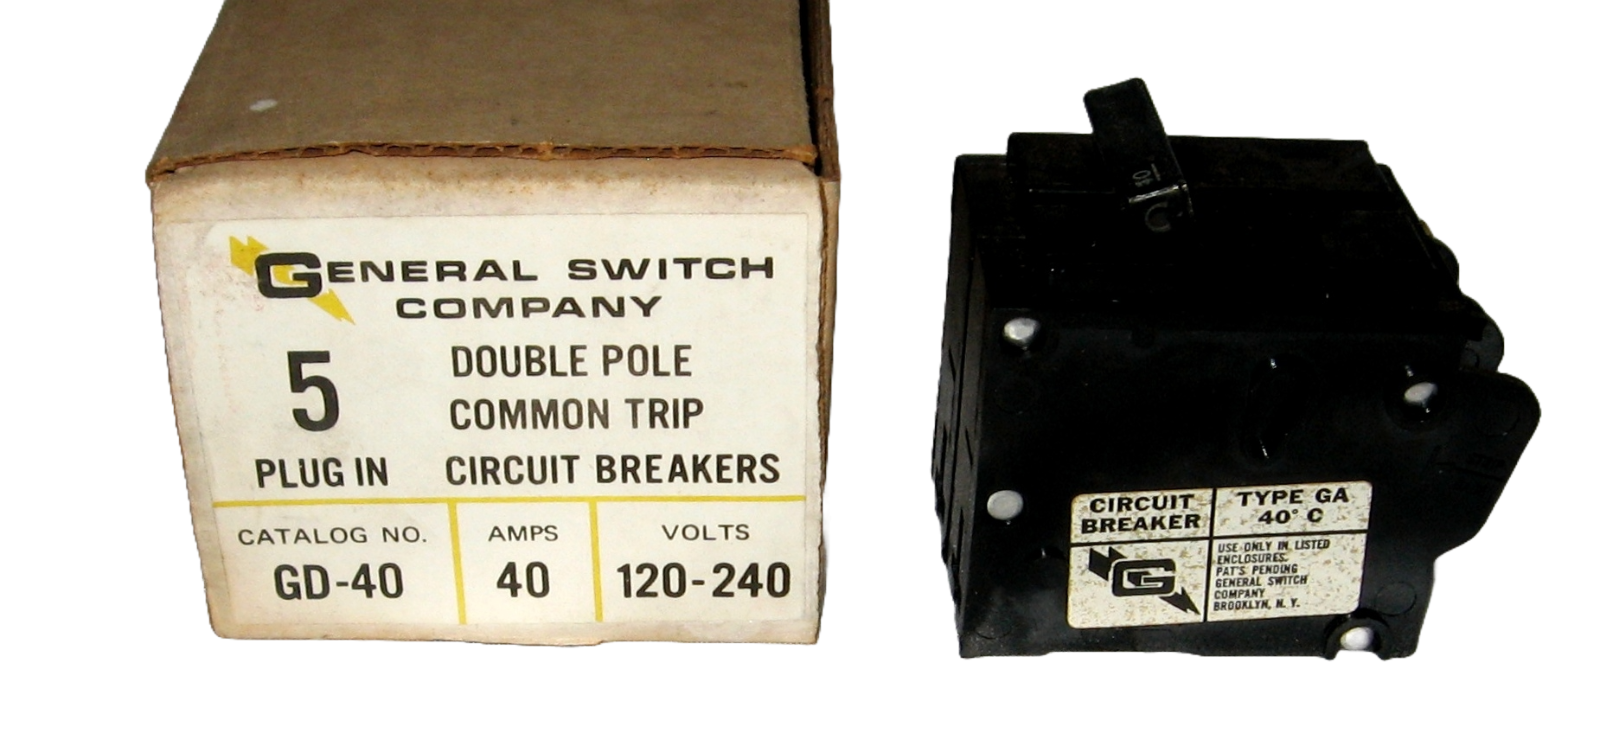 GENERAL SWITCH
COMPANY
5 DOUBLE POLE
COMMON TRIP
PLUG IN CIRCUIT BREAKERS
CATALOG NO.
GD-40
AMPS
40
VOLTS
120-240
CIRCUIT
BREAKER
TYPE GA
40° C
G
USE ONLY IN LISTED
ENCLOSURES.
PAT'S PENDING
GENERAL SWITCH
COMPANY
BROOKLYN, N. Y.